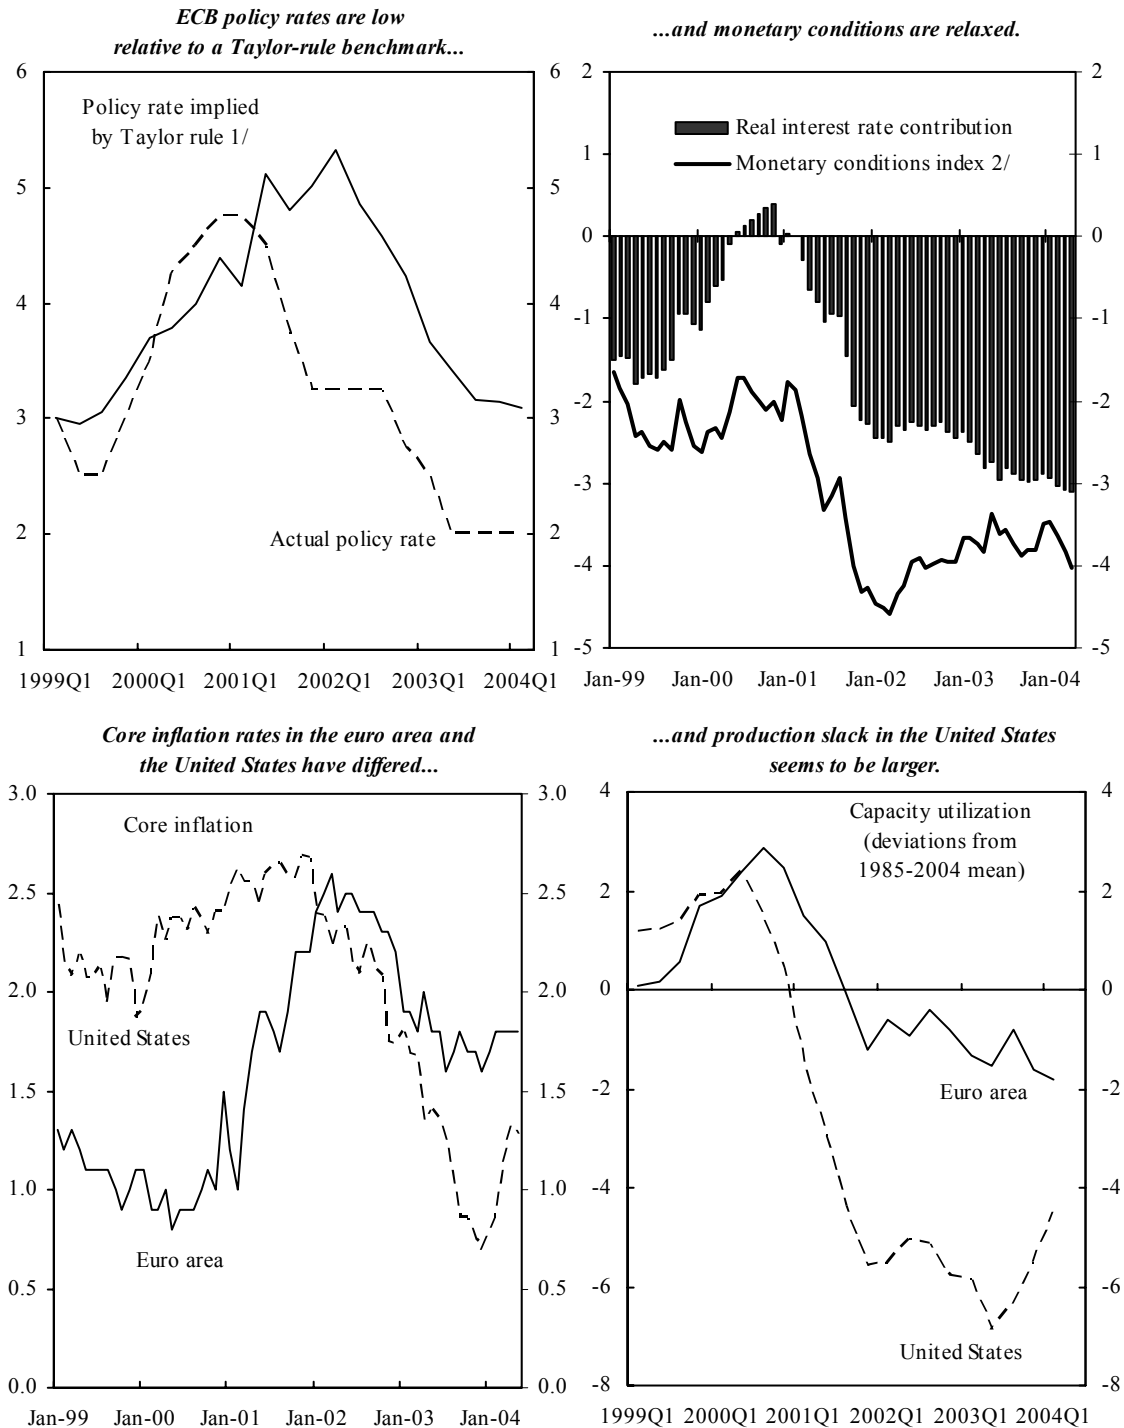 ECB policy rates are low
relative to a Taylor-rule benchmark...
6
5
4
3
2
1
6
5
4
3
2
1
Policy rate implied
by Taylor rule 1/
Actual policy rate
1999Q1 2000Q1 2001Q1 2002Q1 2003Q1 2004Q1
...and monetary conditions are relaxed.
2
1
0
-1
-2
-3
-4
-5
2
1
0
-1
-2
-3
-4
-5
Real interest rate contribution
Monetary conditions index 2/
Jan-99 Jan-00 Jan-01 Jan-02 Jan-03 Jan-04
Core inflation rates in the euro area and
the United States have differed...
3.0
2.5
2.0
1.5
1.0
0.5
0.0
3.0
2.5
2.0
1.5
1.0
0.5
0.0
Core inflation
United States
Euro area
Jan-99 Jan-00 Jan-01 Jan-02 Jan-03 Jan-04
...and production slack in the United States
seems to be larger.
4
2
0
-2
-4
-6
-8
4
2
0
-2
-4
-6
-8
Capacity utilization
(deviations from
1985-2004 mean)
Euro area
United States
1999Q1 2000Q1 2001Q1 2002Q1 2003Q1 2004Q1